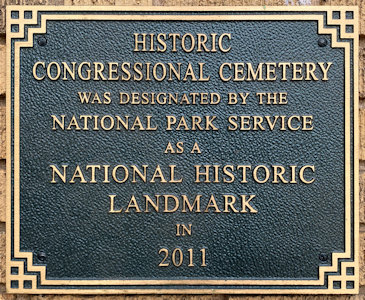 HISTORIC
CONGRESSIONAL CEMETERY
WAS DESIGNATED BY THE
NATIONAL PARK SERVICE
AS A
NATIONAL HISTORIC
LANDMARK
IN
2011